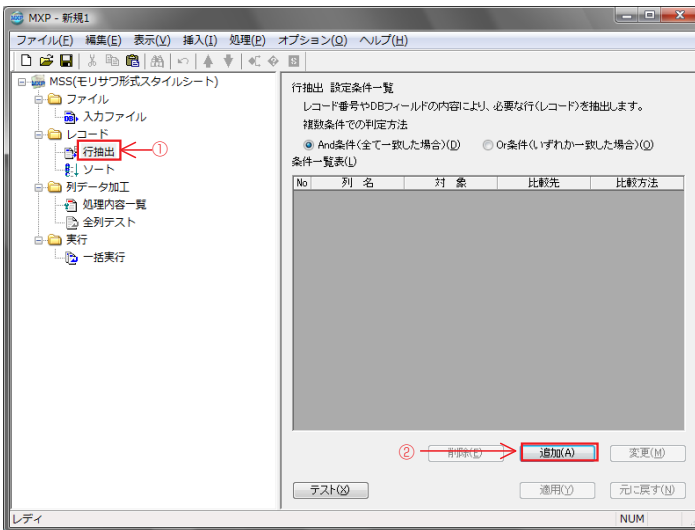 MXP - 新規1
ファイル(F) 編集(E) 表示(V) 挿入(I) 処理(P) オプション(O) ヘルプ(H)
MSS(モリサワ形式スタイルシート)
ファイル
入力ファイル
レコード
行抽出 ①
ソート
列データ加工
処理内容一覧
全列テスト
実行
一括実行
行抽出 設定条件一覧
レコード番号やDBフィールドの内容により、必要な行(レコード)を抽出します。
複数条件での判定方法
And条件(全て一致した場合)(D) Or条件(いずれか一致した場合)(O)
条件一覧表(L)
No 列 名 対 象 比較先 比較方法
② 削除(E) 追加(A) 変更(M)
テスト(X) 適用(Y) 元に戻す(N)
レディ NUM